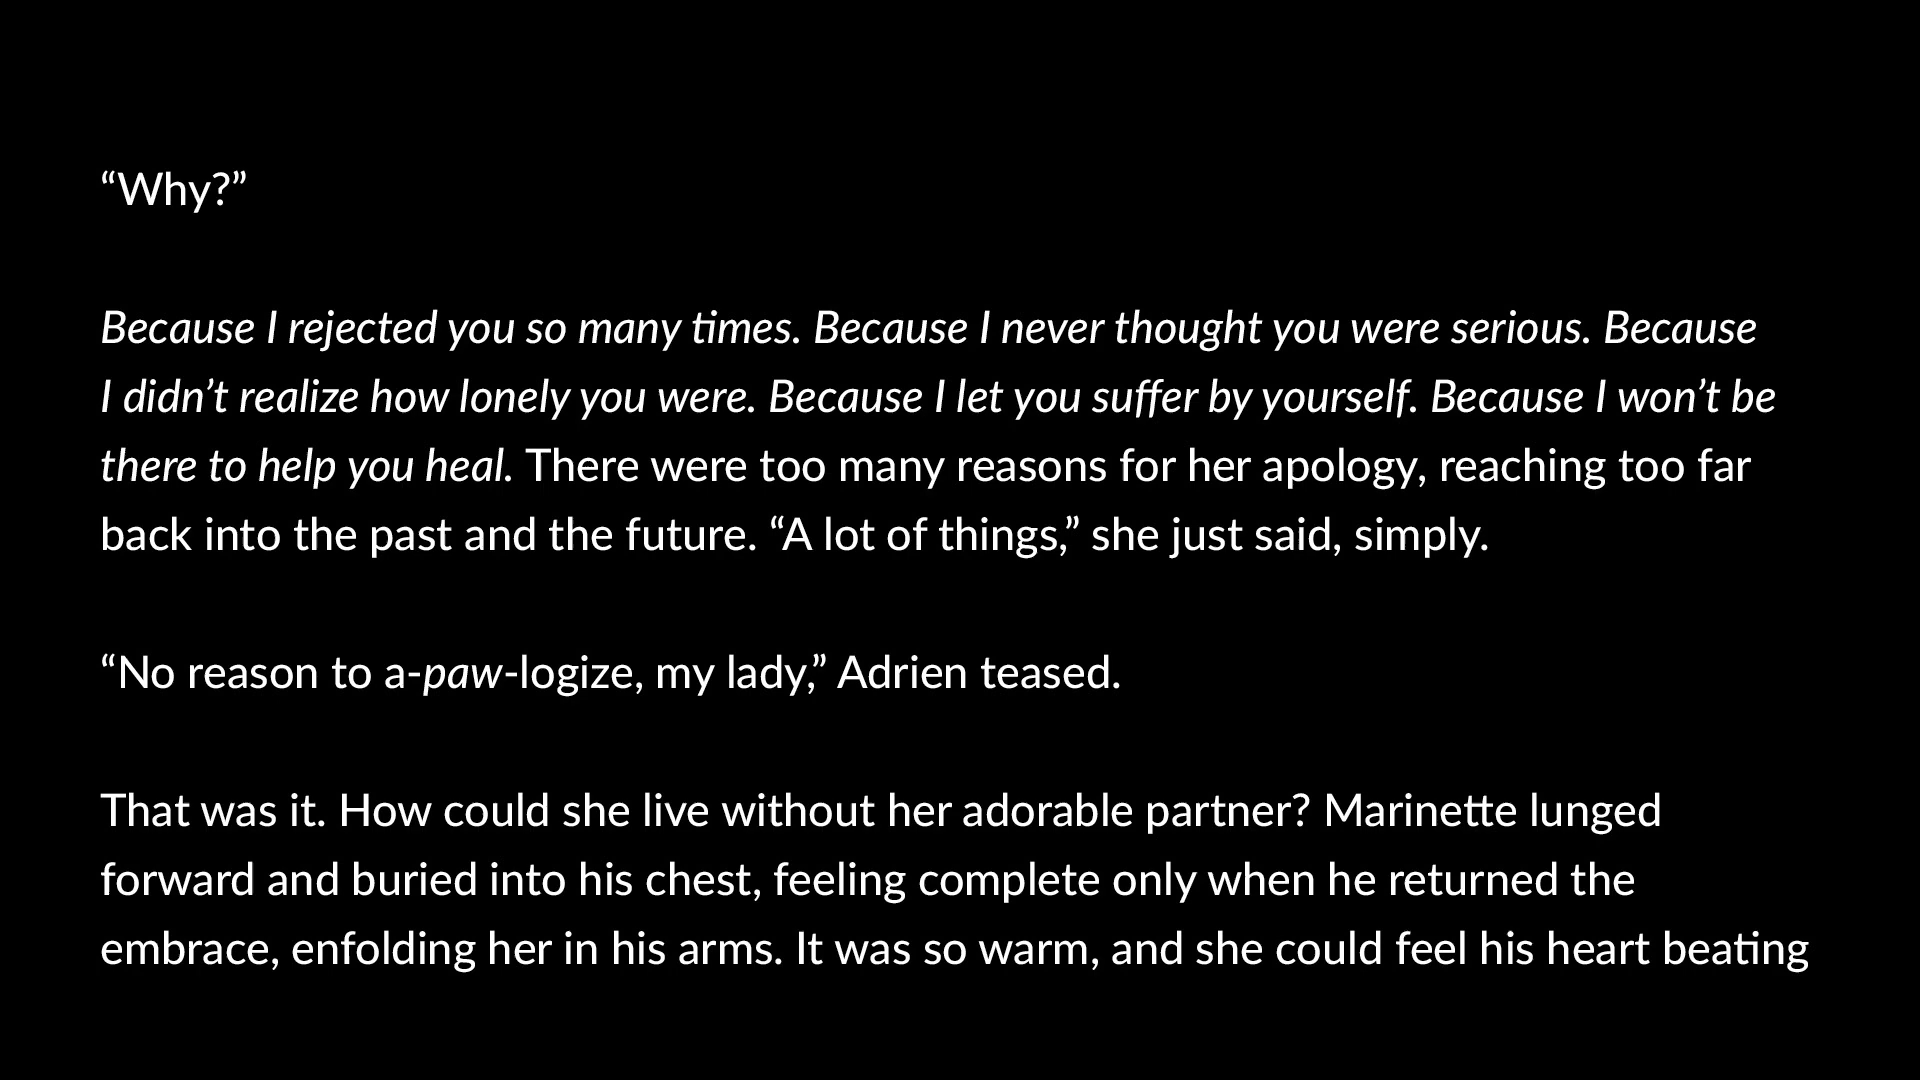 “Why?”
Because I rejected you so many times. Because I never thought you were serious. Because
I didn’t realize how lonely you were. Because I let you suffer by yourself. Because I won’t be
there to help you heal. There were too many reasons for her apology, reaching too far
back into the past and the future. “A lot of things,” she just said, simply.
“No reason to a-paw-logize, my lady,” Adrien teased.
That was it. How could she live without her adorable partner? Marinette lunged
forward and buried into his chest, feeling complete only when he returned the
embrace, enfolding her in his arms. It was so warm, and she could feel his heart beating